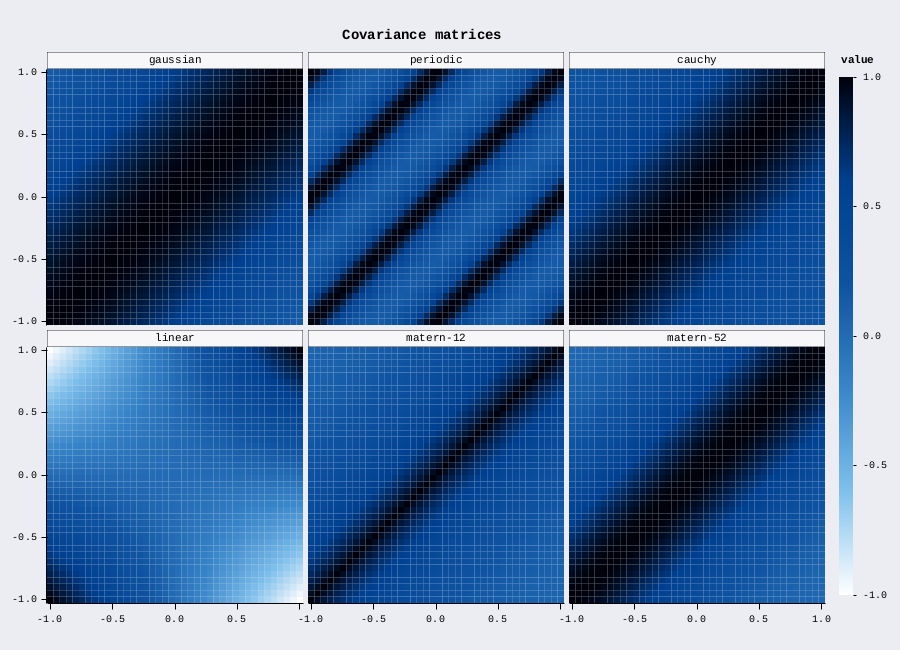 Covariance matrices
gaussian periodic cauchy value
1.0 1.0
0.5 0.5
0.0 0.0
-0.5 -0.5
-1.0 -1.0
linear matern-12 matern-52
1.0
0.5
0.0
-0.5
-1.0
-1.0 -0.5 0.0 0.5 -1.0 -0.5 0.0 0.5 -1.0 -0.5 0.0 0.5 1.0